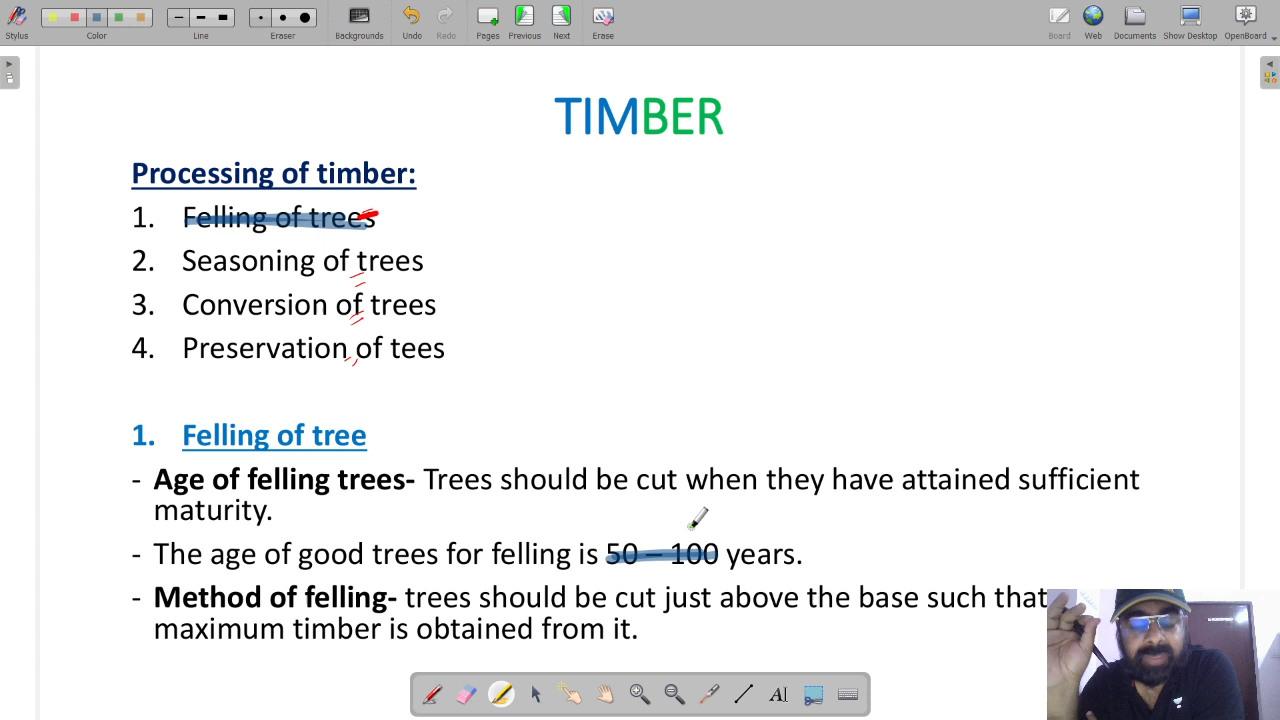 Stylus
Color
Line
Eraser
Backgrounds
Undo
Redo
Pages
Previous
Next
Erase
Board
Web
Documents
Show Desktop
OpenBoard
TIMBER
Processing of timber:
1. Felling of trees
2. Seasoning of trees
3. Conversion of trees
4. Preservation of tees
1. Felling of tree
- Age of felling trees- Trees should be cut when they have attained sufficient
maturity.
- The age of good trees for felling is 50 – 100 years.
- Method of felling- trees should be cut just above the base such that
maximum timber is obtained from it.
AI